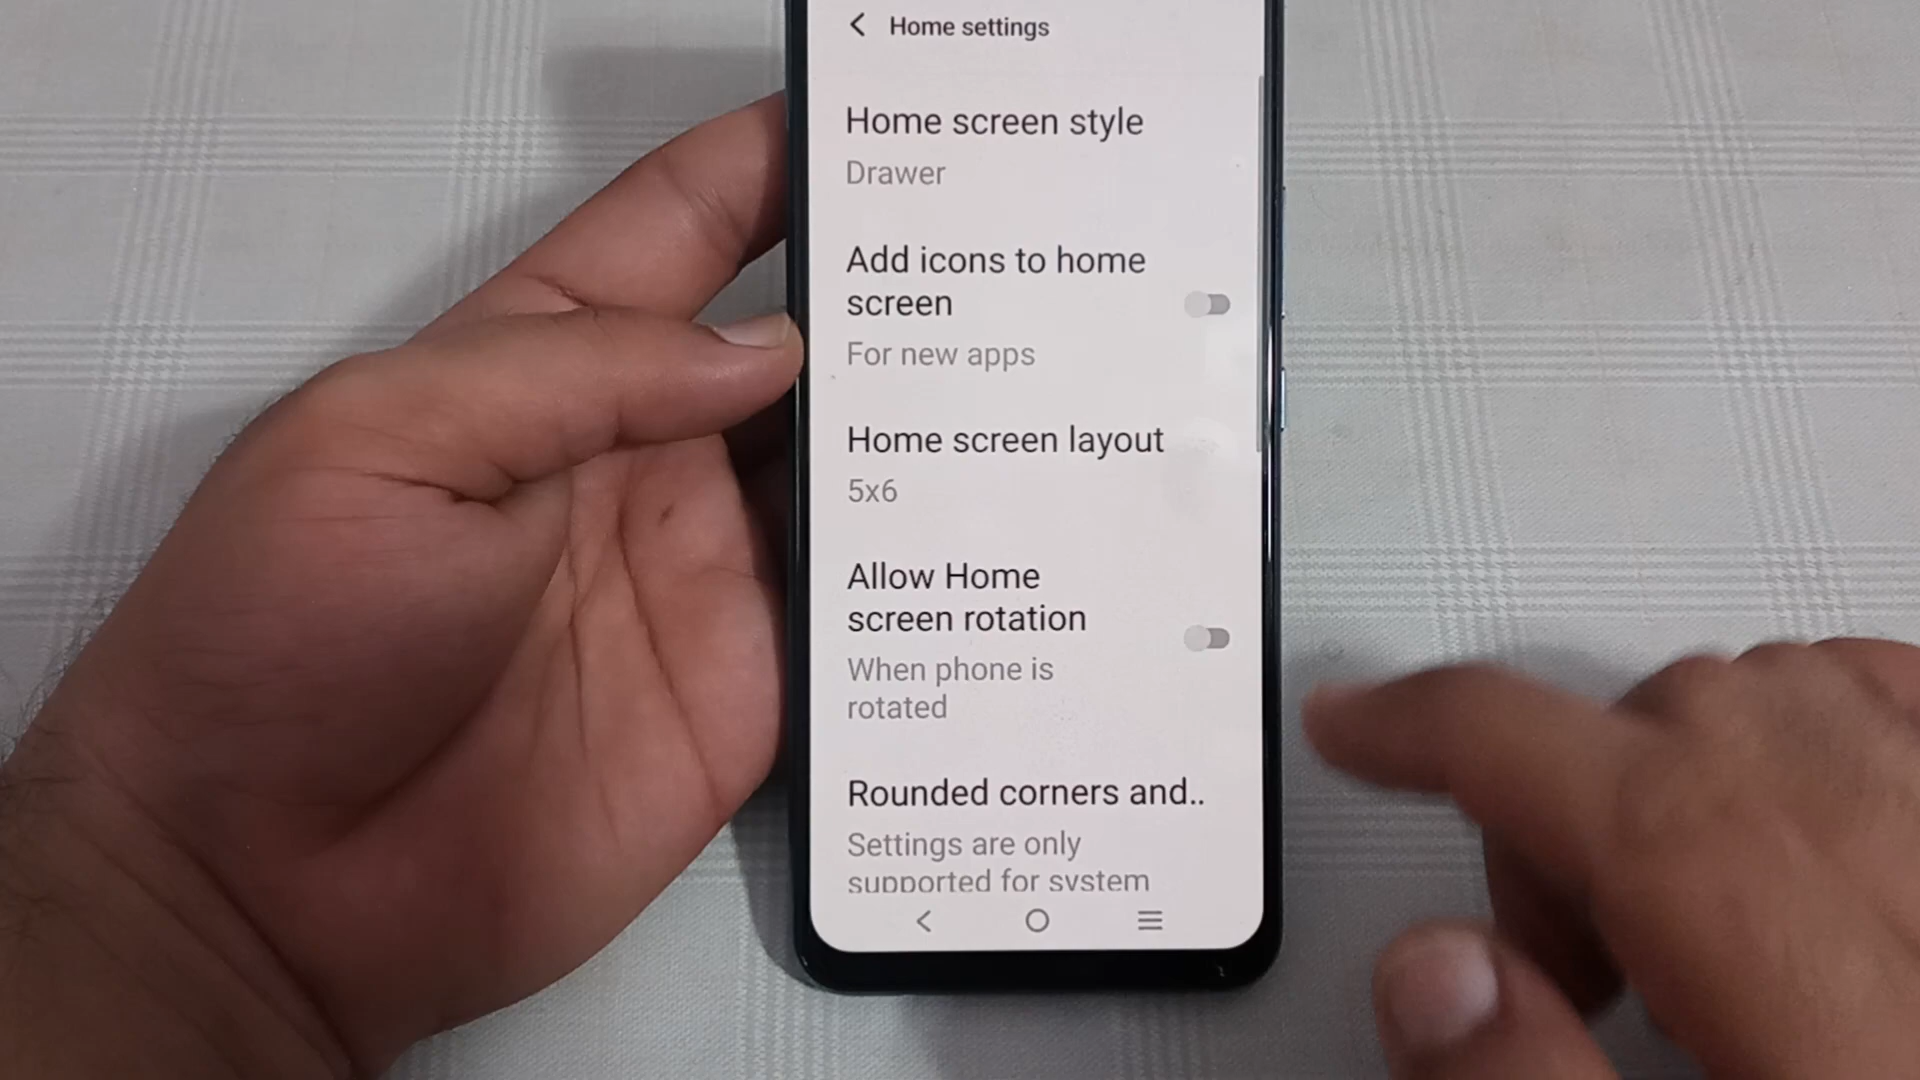 Home settings
Home screen style
Drawer
Add icons to home
screen
For new apps
Home screen layout
5x6
Allow Home
screen rotation
When phone is
rotated
Rounded corners and..
Settings are only
supported for system